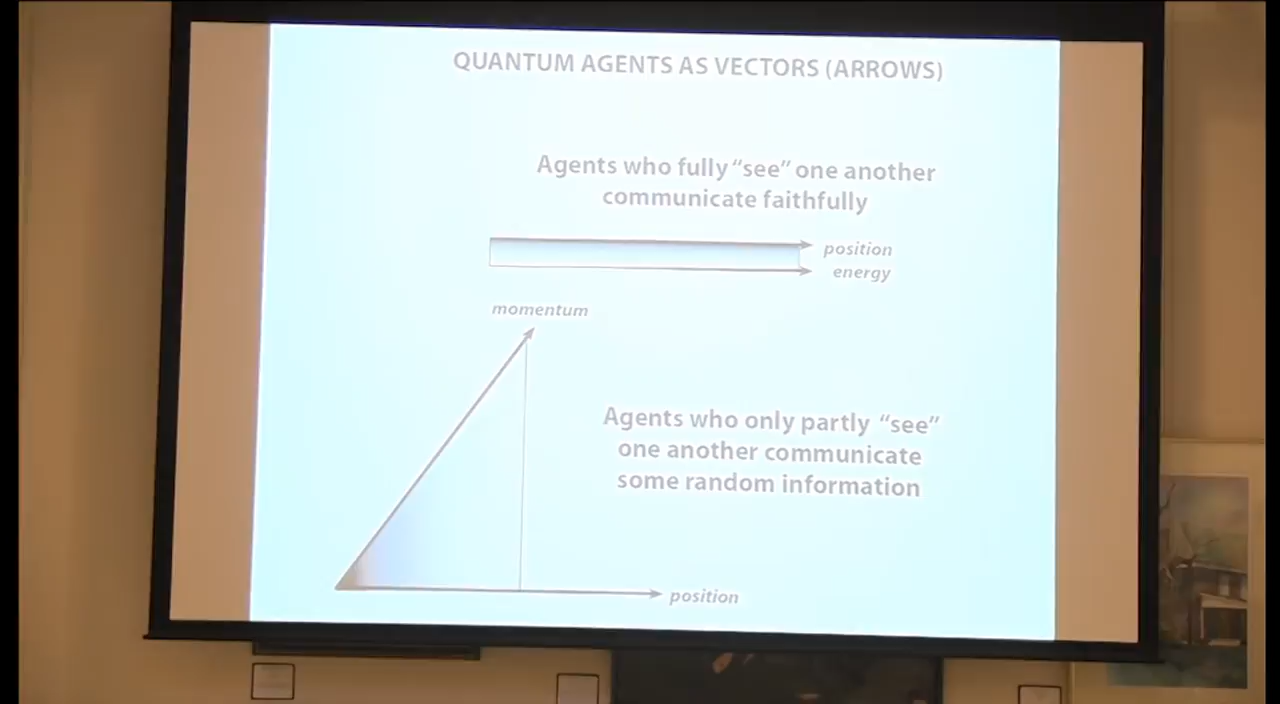 QUANTUM AGENTS AS VECTORS (ARROWS)
Agents who fully “see” one another
communicate faithfully
position
energy
momentum
Agents who only partly “see”
one another communicate
some random information
position